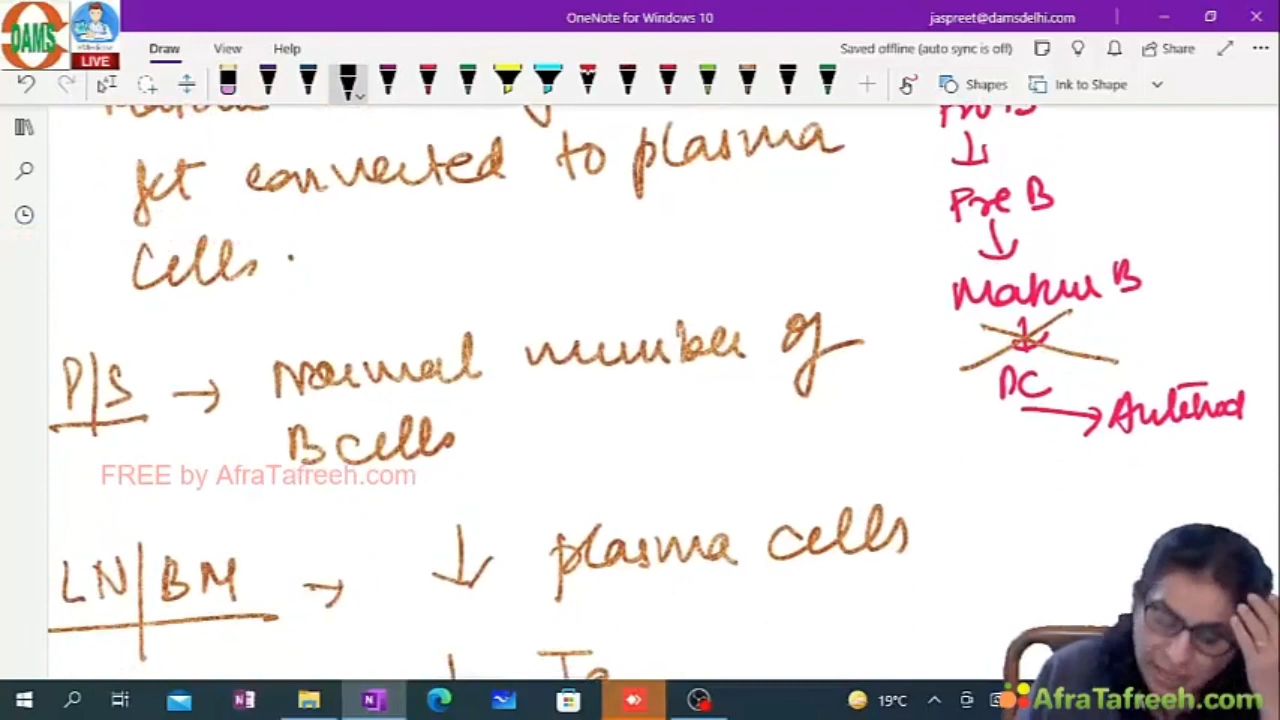 DAMS
LIVE
OneNote for Windows 10
jaspreet@damsdelhi.com
Draw View Help
Saved offline (auto sync is off)
Share
Shapes
Ink to Shape
get converted to plasma
cells.
P/S → Normal number of
B cells
LN/BM → ↓ plasma cells
↓ Ig
Pro B
↓
Pre B
↓
Mature B
↓
PC
→ Antibod
FREE by AfraTafreeh.com
19°C
AfraTafreeh.com